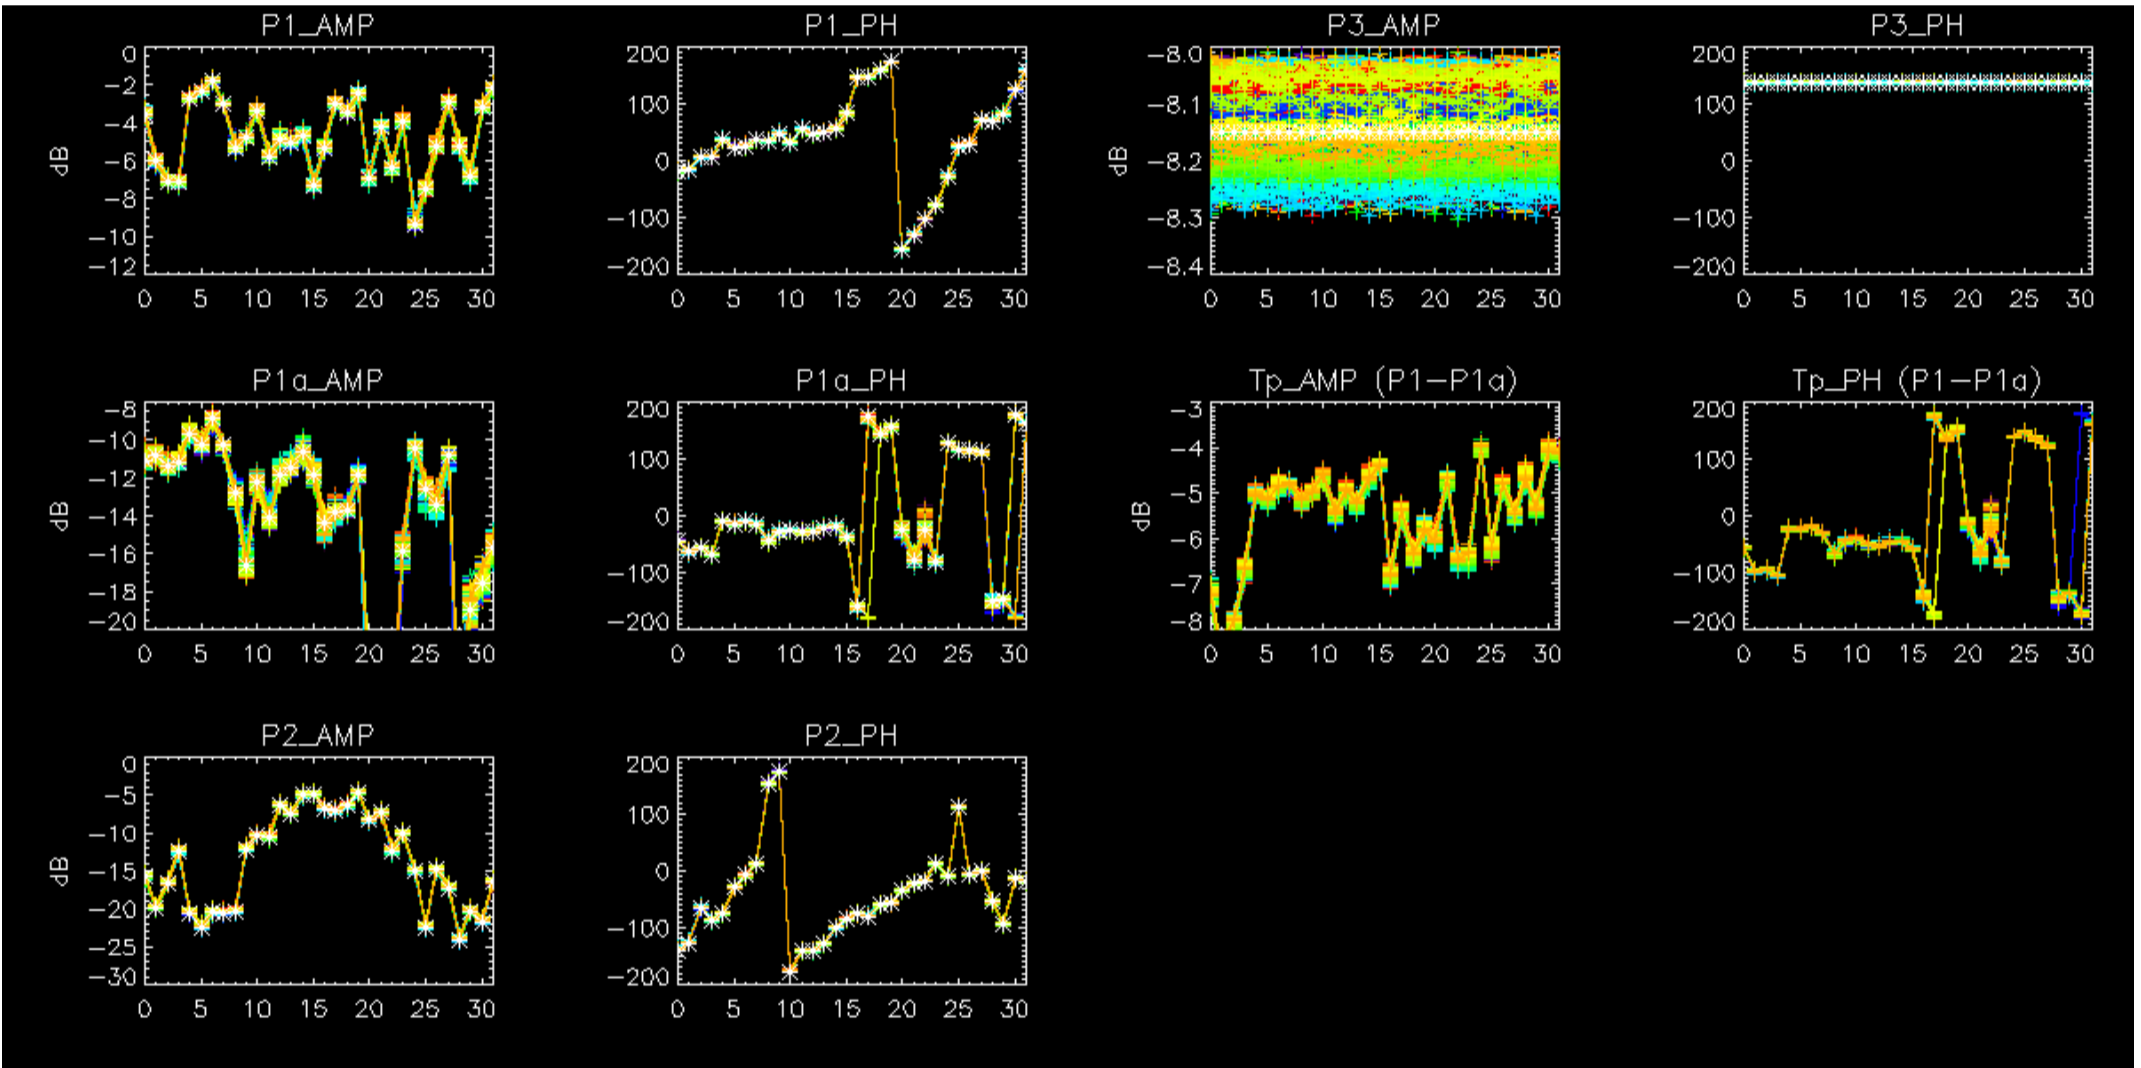 P1_AMP
0
−2
−4
−6
−8
−10
−12
dB
0 5 10 15 20 25 30
P1_PH
200
100
0
−100
−200
0 5 10 15 20 25 30
P3_AMP
−8.0
−8.1
−8.2
−8.3
−8.4
dB
0 5 10 15 20 25 30
P3_PH
200
100
0
−100
−200
0 5 10 15 20 25 30
P1a_AMP
−8
−10
−12
−14
−16
−18
−20
dB
0 5 10 15 20 25 30
P1a_PH
200
100
0
−100
−200
0 5 10 15 20 25 30
Tp_AMP (P1−P1a)
−3
−4
−5
−6
−7
−8
dB
0 5 10 15 20 25 30
Tp_PH (P1−P1a)
200
100
0
−100
−200
0 5 10 15 20 25 30
P2_AMP
0
−5
−10
−15
−20
−25
−30
dB
0 5 10 15 20 25 30
P2_PH
200
100
0
−100
−200
0 5 10 15 20 25 30